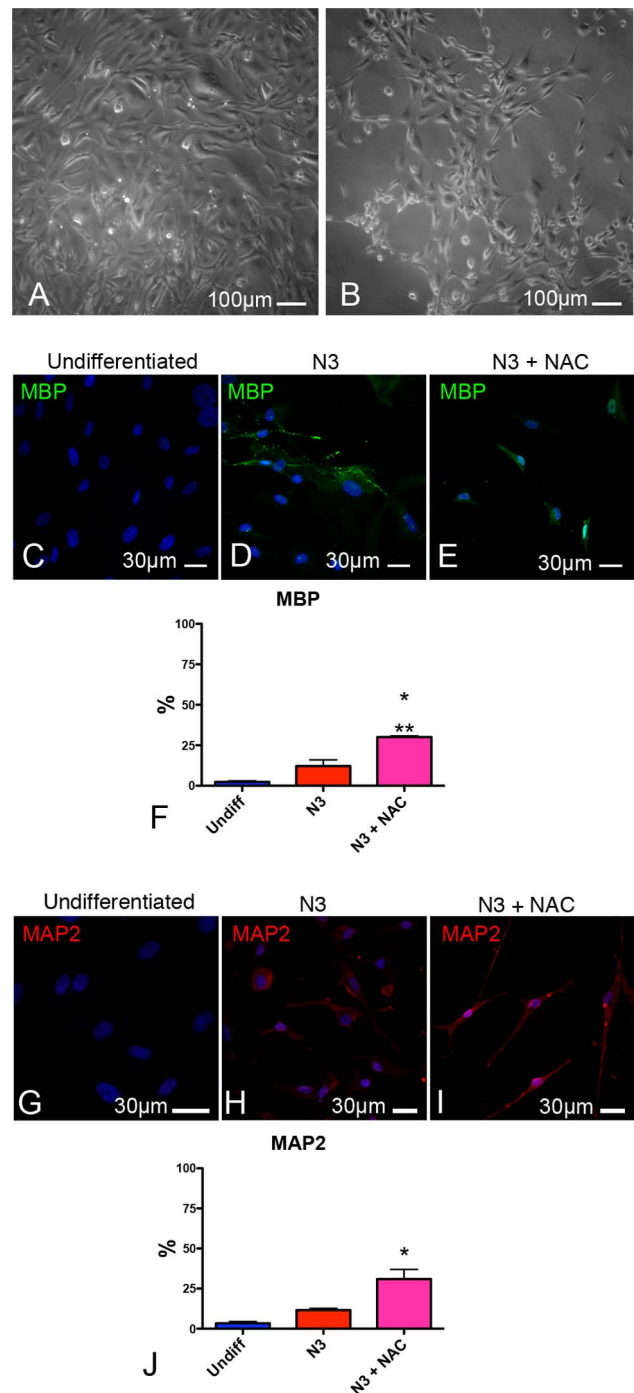 A 100µm
B 100µm
Undifferentiated
N3
N3 + NAC
MBP
MBP
MBP
C 30µm
D 30µm
E 30µm
MBP
100
75
50
25
0
%
*
**
Undiff
N3
N3 + NAC
F
Undifferentiated
N3
N3 + NAC
MAP2
MAP2
MAP2
G 30µm
H 30µm
I 30µm
MAP2
100
75
50
25
0
%
*
Undiff
N3
N3 + NAC
J